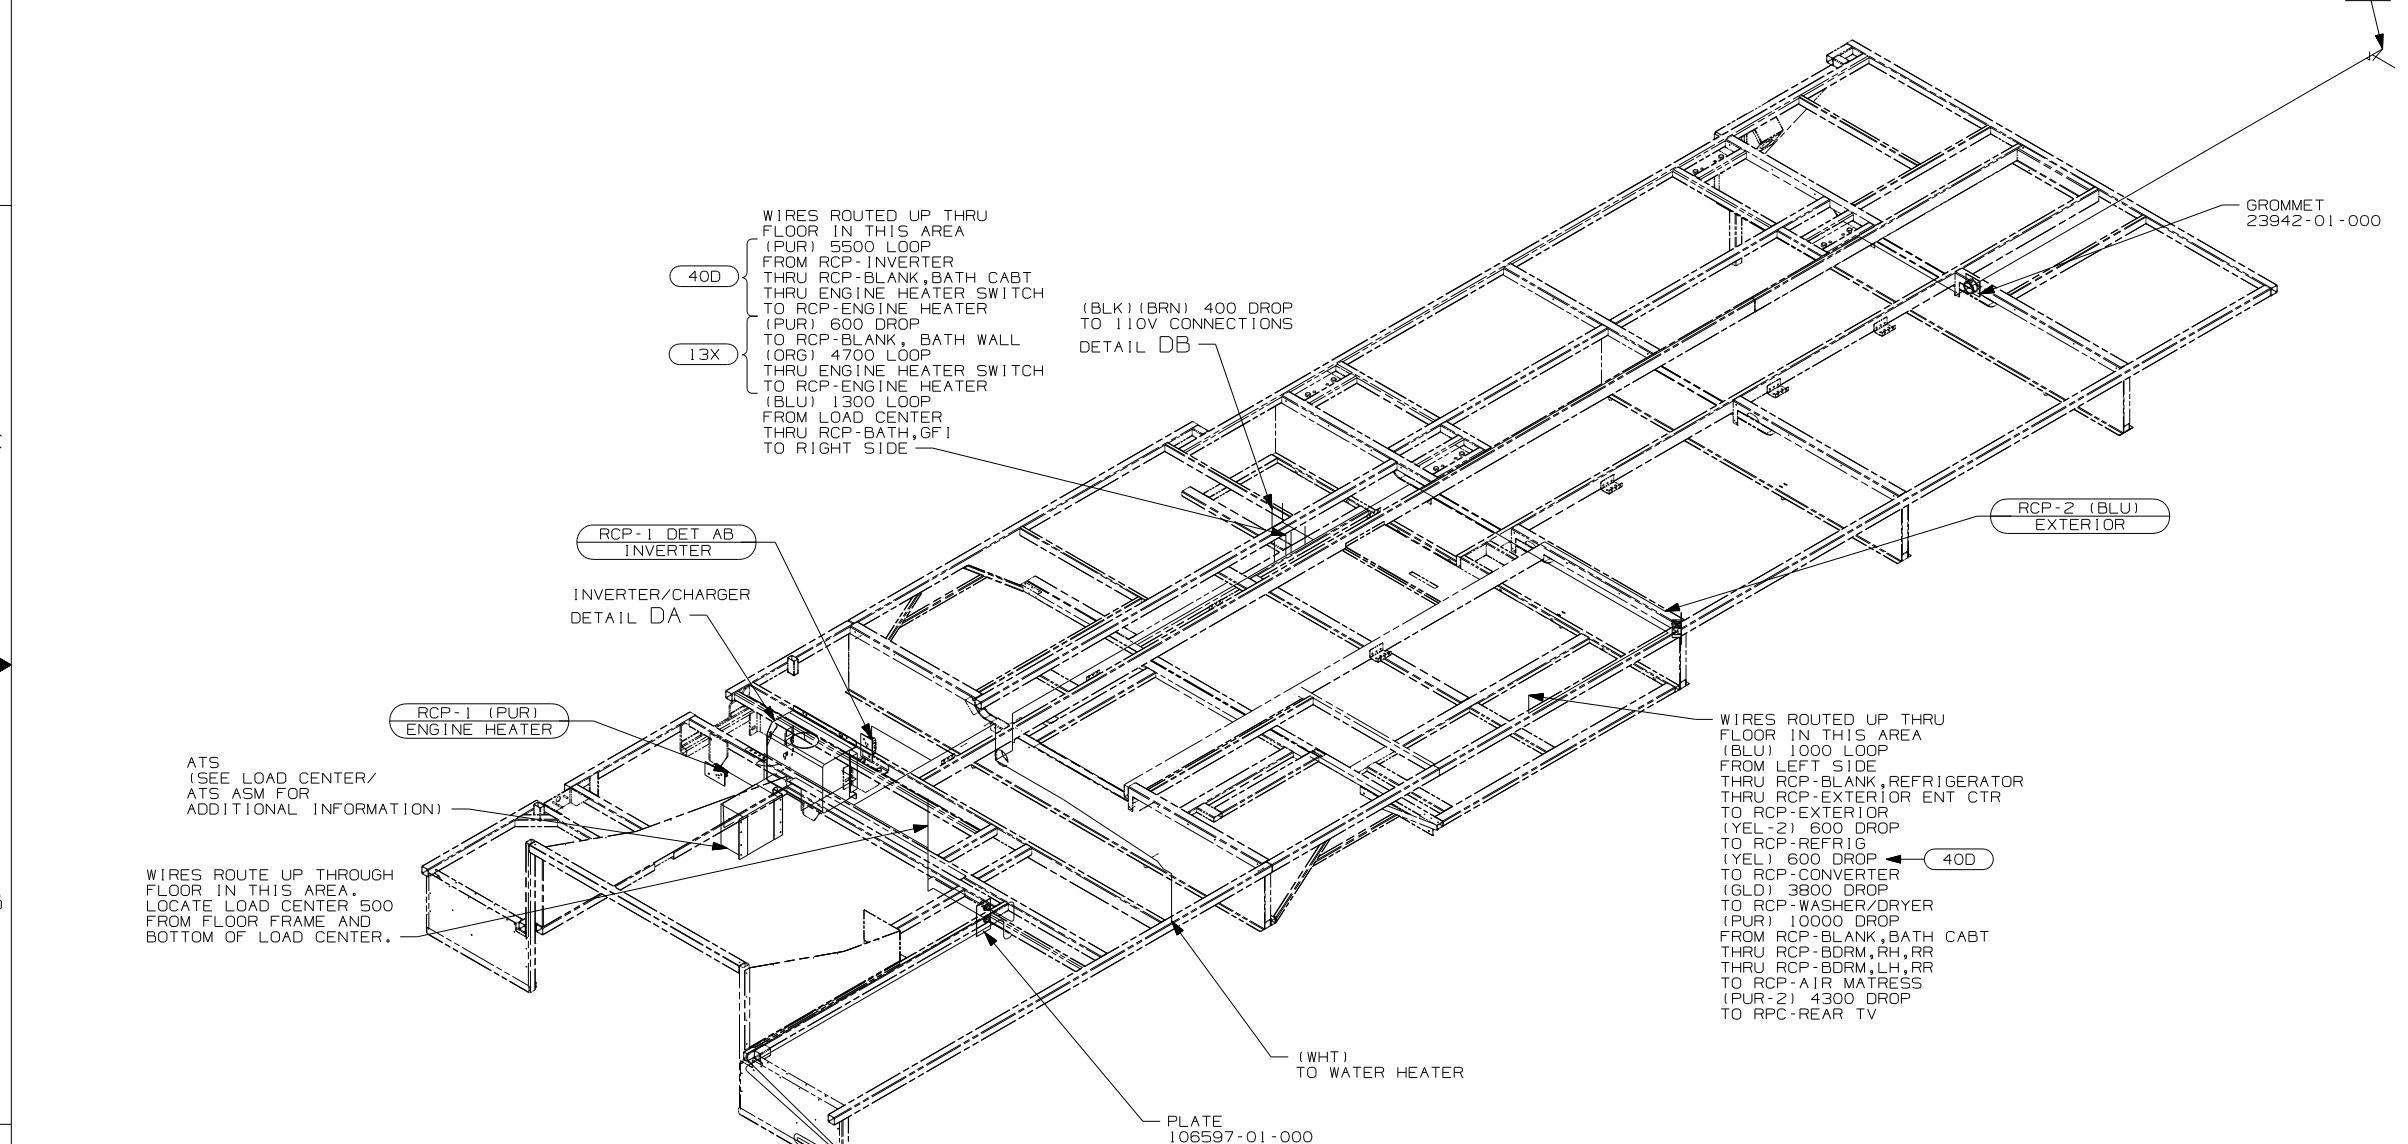 WIRES ROUTED UP THRU
FLOOR IN THIS AREA
(PUR) 5500 LOOP
FROM RCP-INVERTER
40D
THRU RCP-BLANK,BATH CABT
THRU ENGINE HEATER SWITCH
TO RCP-ENGINE HEATER
(PUR) 600 DROP
TO RCP-BLANK, BATH WALL
13X
(ORG) 4700 LOOP
THRU ENGINE HEATER SWITCH
TO RCP-ENGINE HEATER
(BLU) 1300 LOOP
FROM LOAD CENTER
THRU RCP-BATH,GFI
TO RIGHT SIDE
(BLK)(BRN) 400 DROP
TO 110V CONNECTIONS
DETAIL DB
GROMMET
23942-01-000
RCP-2 (BLU)
EXTERIOR
RCP-1 DET AB
INVERTER
INVERTER/CHARGER
DETAIL DA
RCP-1 (PUR)
ENGINE HEATER
ATS
(SEE LOAD CENTER/
ATS ASM FOR
ADDITIONAL INFORMATION)
WIRES ROUTE UP THROUGH
FLOOR IN THIS AREA.
LOCATE LOAD CENTER 500
FROM FLOOR FRAME AND
BOTTOM OF LOAD CENTER.
WIRES ROUTED UP THRU
FLOOR IN THIS AREA
(BLU) 1000 LOOP
FROM LEFT SIDE
THRU RCP-BLANK,REFRIGERATOR
THRU RCP-EXTERIOR ENT CTR
TO RCP-EXTERIOR
(YEL-2) 600 DROP
TO RCP-REFRIG
(YEL) 600 DROP 40D
TO RCP-CONVERTER
(GLD) 3800 DROP
TO RCP-WASHER/DRYER
(PUR) 10000 DROP
FROM RCP-BLANK,BATH CABT
THRU RCP-BDRM,RH,RR
THRU RCP-BDRM,LH,RR
TO RCP-AIR MATRESS
(PUR-2) 4300 DROP
TO RPC-REAR TV
(WHT)
TO WATER HEATER
PLATE
106597-01-000